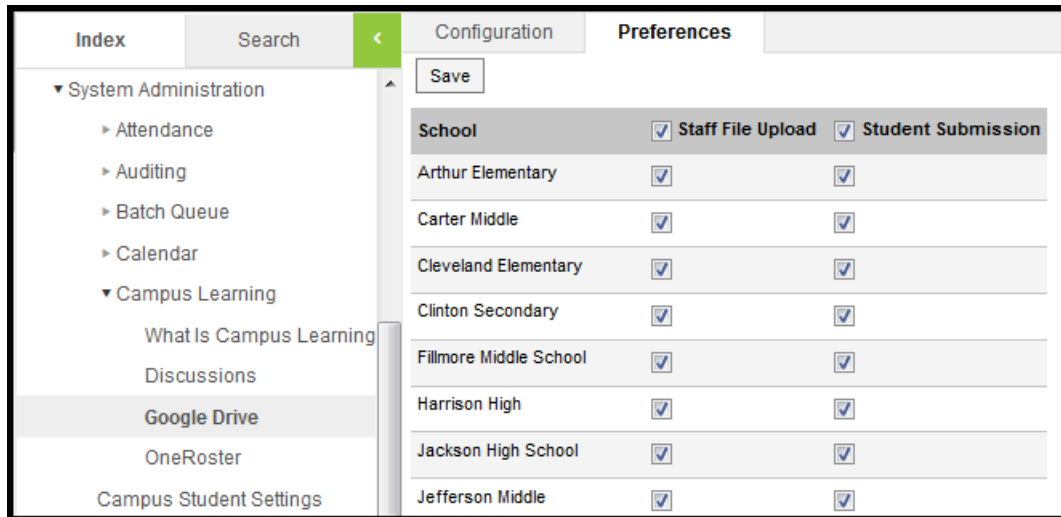 Index
Search
Configuration
Preferences
System Administration
Attendance
Auditing
Batch Queue
Calendar
Campus Learning
What Is Campus Learning
Discussions
Google Drive
OneRoster
Campus Student Settings
Save
School Staff File Upload Student Submission
Arthur Elementary
Carter Middle
Cleveland Elementary
Clinton Secondary
Fillmore Middle School
Harrison High
Jackson High School
Jefferson Middle